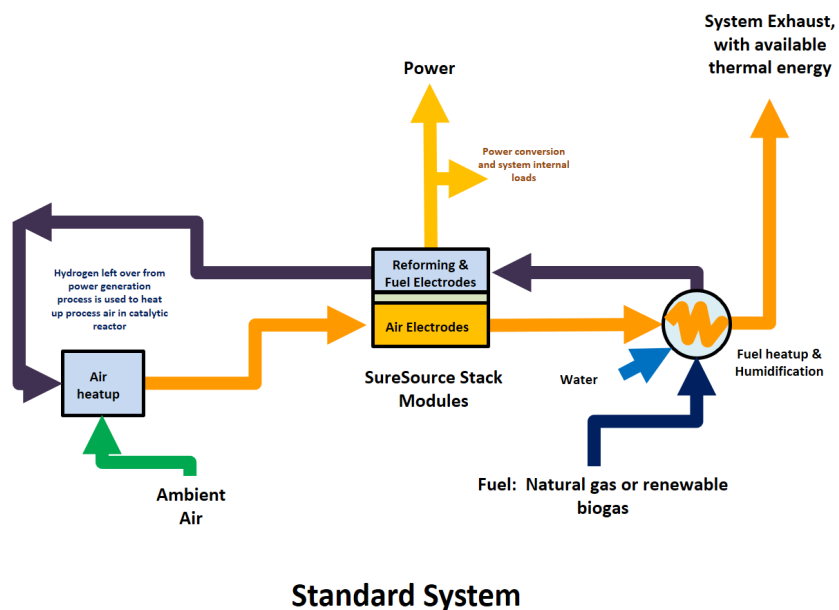 System Exhaust,
with available
thermal energy
Power
Power conversion
and system internal
loads
Hydrogen left over from
power generation
process is used to heat
up process air in catalytic
reactor
Reforming &
Fuel Electrodes
Air Electrodes
Air
heatup
SureSource Stack
Modules
Water
Fuel heatup &
Humidification
Ambient
Air
Fuel: Natural gas or renewable
biogas
Standard System